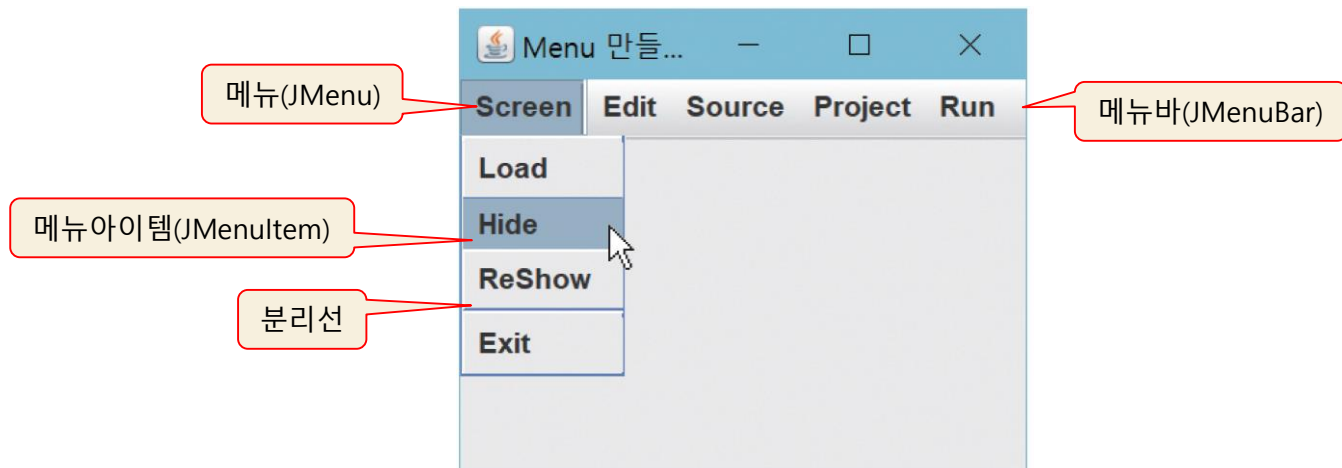 Menu 만들...
메뉴(JMenu)
Screen Edit Source Project Run
메뉴바(JMenuBar)
Load
메뉴아이템(JMenuItem)
Hide
ReShow
분리선
Exit